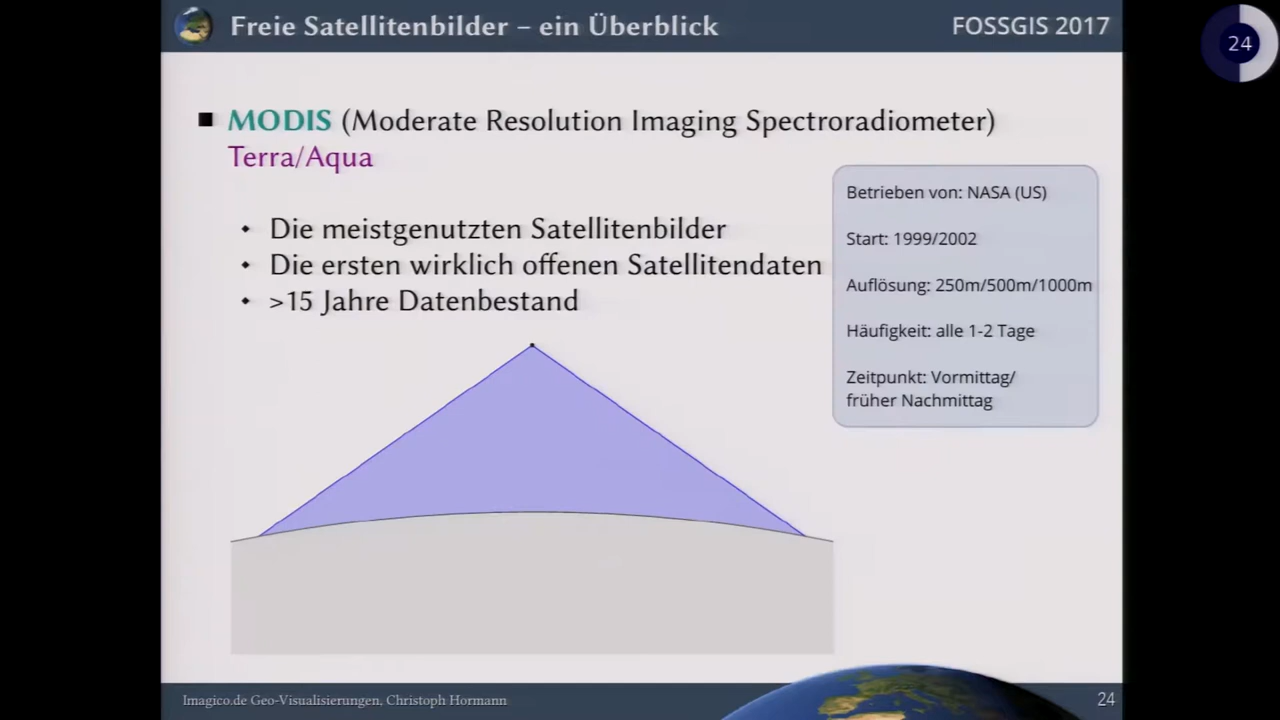 Freie Satellitenbilder – ein Überblick
FOSSGIS 2017
24
MODIS (Moderate Resolution Imaging Spectroradiometer)
Terra/Aqua
Die meistgenutzten Satellitenbilder
Die ersten wirklich offenen Satellitendaten
>15 Jahre Datenbestand
Betrieben von: NASA (US)
Start: 1999/2002
Auflösung: 250m/500m/1000m
Häufigkeit: alle 1-2 Tage
Zeitpunkt: Vormittag/
früher Nachmittag
Imagico.de Geo-Visualisierungen, Christoph Hormann
24